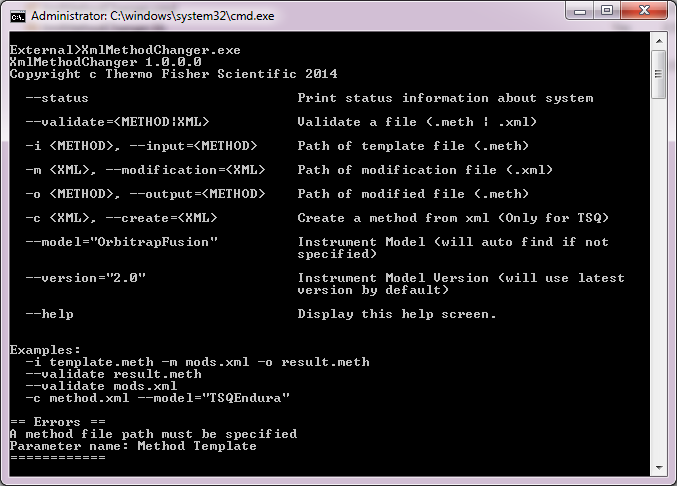 Administrator: C:\windows\system32\cmd.exe
External>XmlMethodChanger.exe
XmlMethodChanger 1.0.0.0
Copyright c Thermo Fisher Scientific 2014
--status Print status information about system
--validate=<METHOD¦XML> Validate a file (.meth ¦ .xml)
-i <METHOD>, --input=<METHOD> Path of template file (.meth)
-m <XML>, --modification=<XML> Path of modification file (.xml)
-o <METHOD>, --output=<METHOD> Path of modified file (.meth)
-c <XML>, --create=<XML> Create a method from xml (Only for TSQ)
--model="OrbitrapFusion" Instrument Model (will auto find if not
specified)
--version="2.0" Instrument Model Version (will use latest
version by default)
--help Display this help screen.
Examples:
-i template.meth -m mods.xml -o result.meth
--validate result.meth
--validate mods.xml
-c method.xml --model="TSQEndura"
== Errors ==
A method file path must be specified
Parameter name: Method Template
============